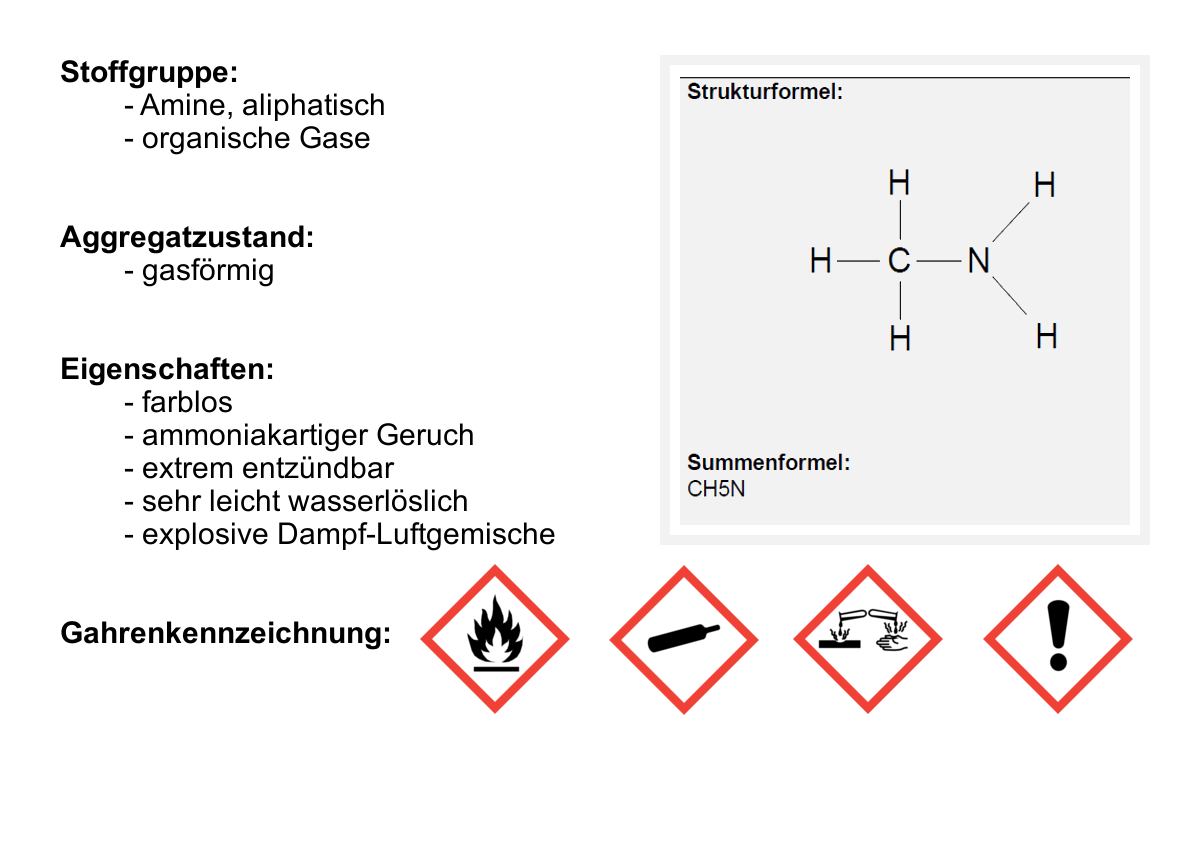 Stoffgruppe:
- Amine, aliphatisch
- organische Gase
Aggregatzustand:
- gasförmig
Eigenschaften:
- farblos
- ammoniakartiger Geruch
- extrem entzündbar
- sehr leicht wasserlöslich
- explosive Dampf-Luftgemische
Gahrenkennzeichnung:
Strukturformel:
H H
H C N
H H
Summenformel:
CH5N